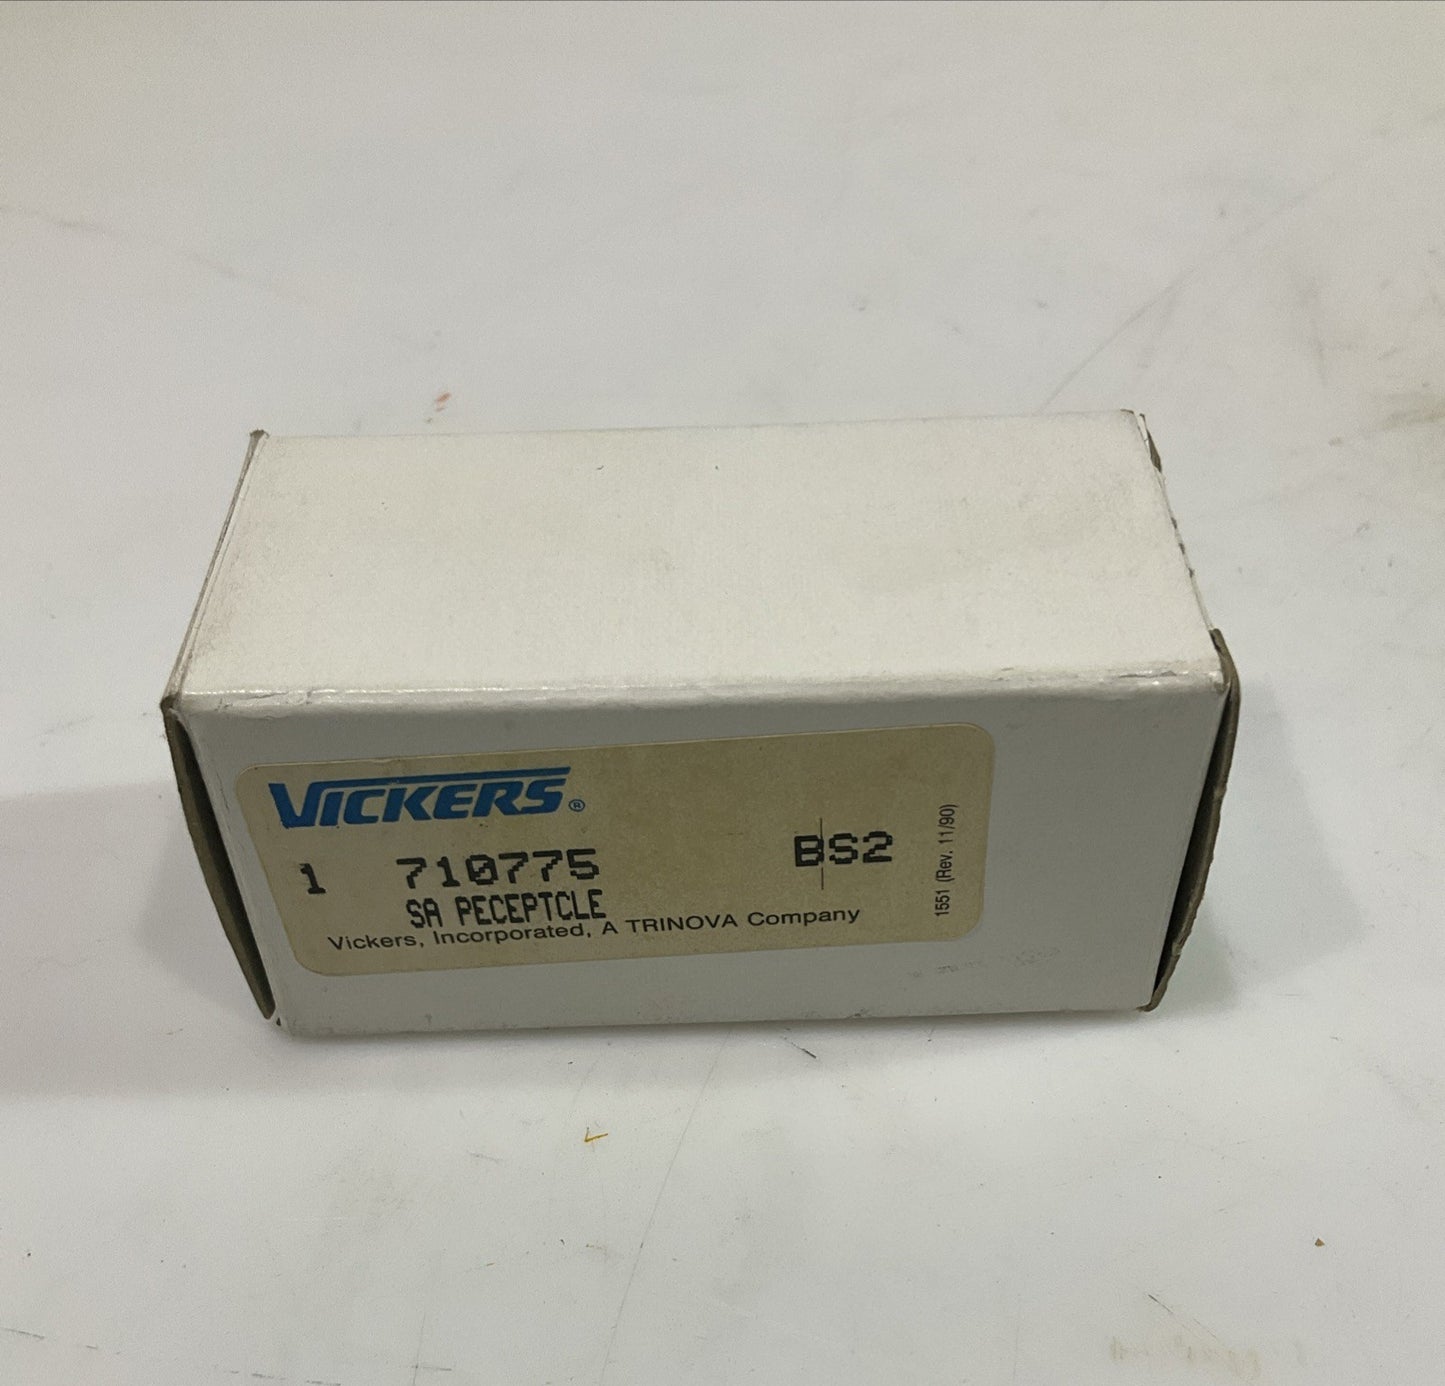 VICKERS®
1 710775 BS2
SA PECEPTCLE
Vickers, Incorporated, A TRINOVA Company
1551 (Rev. 11/90)